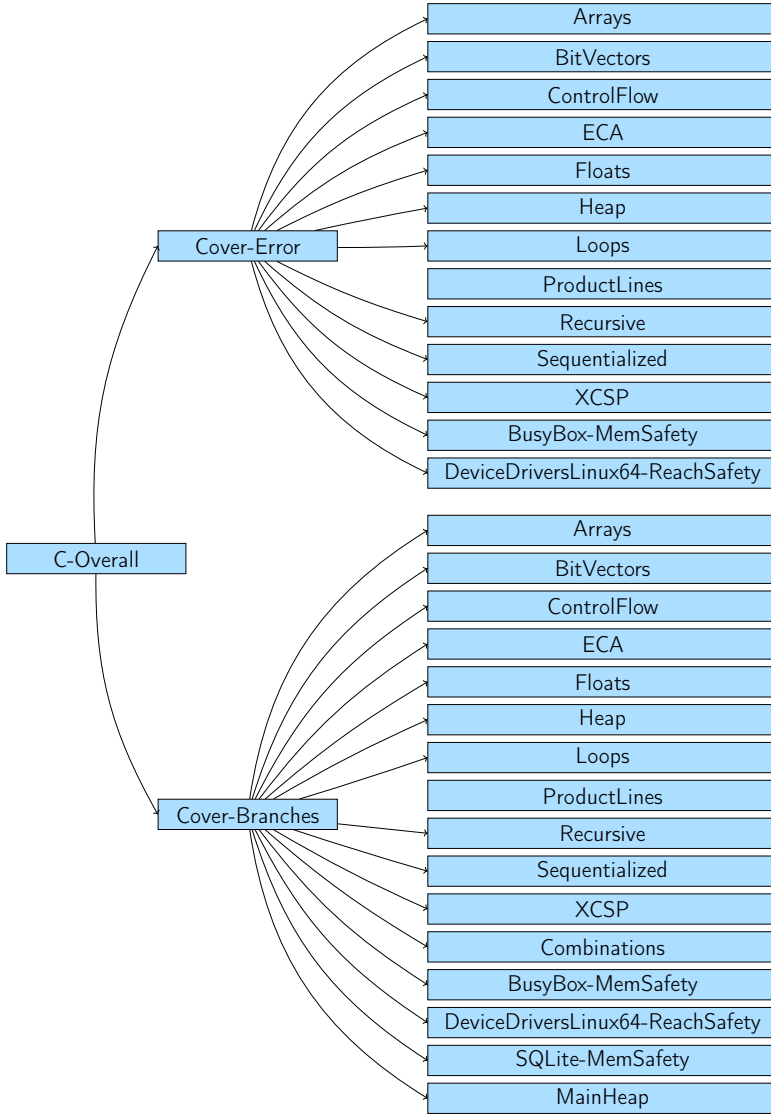 Arrays
BitVectors
ControlFlow
ECA
Floats
Heap
Cover-Error
Loops
ProductLines
Recursive
Sequentialized
XCSP
BusyBox-MemSafety
DeviceDriversLinux64-ReachSafety
C-Overall
Arrays
BitVectors
ControlFlow
ECA
Floats
Heap
Loops
ProductLines
Cover-Branches
Recursive
Sequentialized
XCSP
Combinations
BusyBox-MemSafety
DeviceDriversLinux64-ReachSafety
SQLite-MemSafety
MainHeap